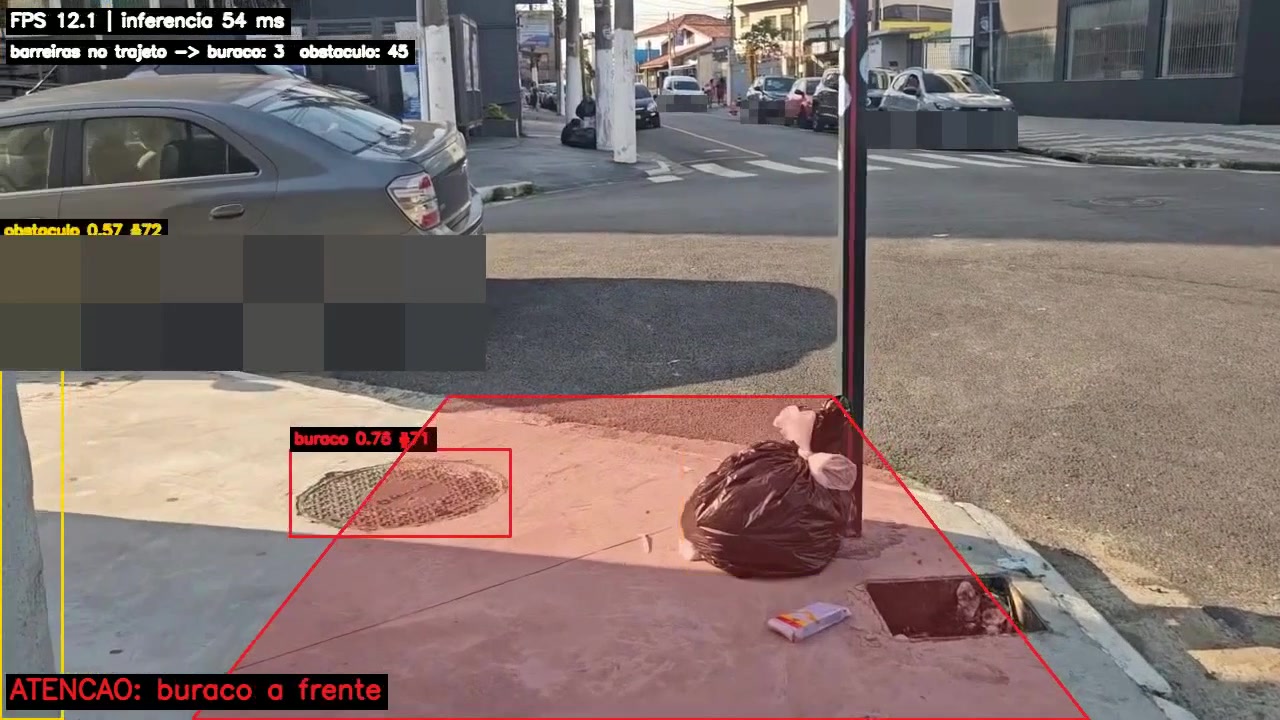 FPS 12.1 | inferencia 54 ms
barreiras no trajeto -> buraco: 3 obstaculo: 45
obstaculo 0.57 #72
buraco 0.78 #71
ATENCAO: buraco a frente